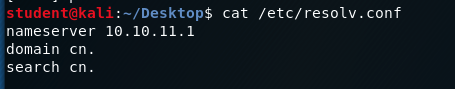 student@kali:~/Desktop$ cat /etc/resolv.conf
nameserver 10.10.11.1
domain cn.
search cn.